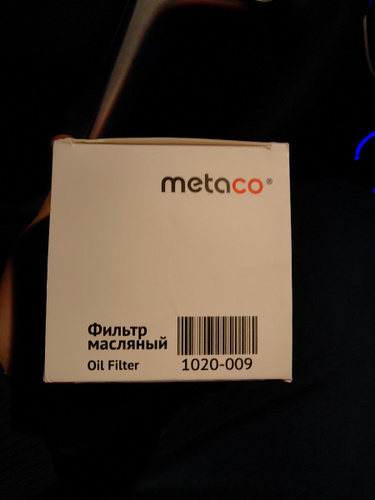 metaco®
Фильтр
масляный
Oil Filter
1020-009